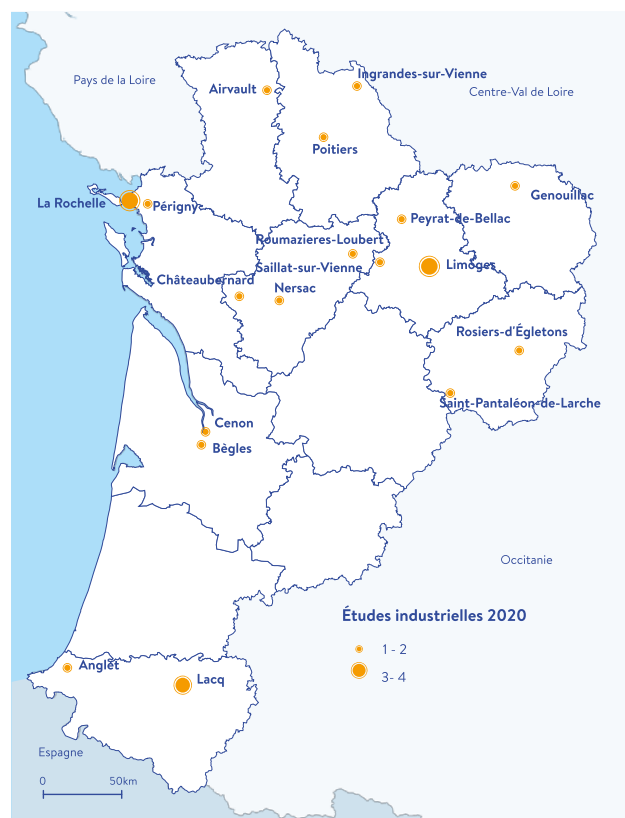 Ingrandes-sur-Vienne
Pays de la Loire
Airvault
Centre-Val de Loire
Poitiers
Genouillac
La Rochelle
Périgny
Peyrat-de-Bellac
Roumazieres-Loubert
Saillat-sur-Vienne
Limoges
Châteaubernard
Nersac
Rosiers-d'Égletons
Saint-Pantaléon-de-Larche
Cenon
Bègles
Occitanie
Études industrielles 2020
1 - 2
3- 4
Anglet
Lacq
Espagne
0 50km